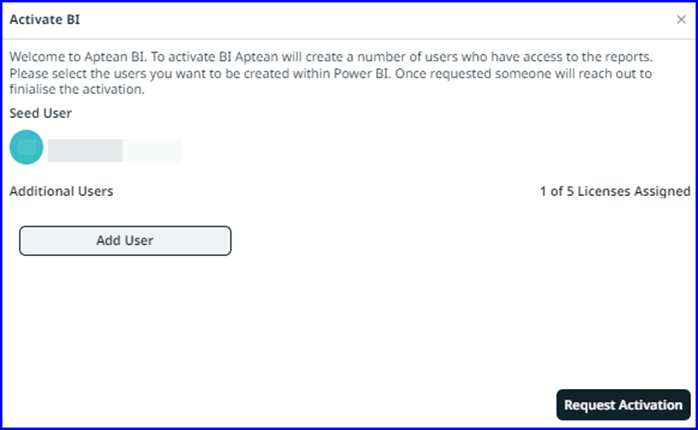 Activate BI
Welcome to Aptean BI. To activate BI Aptean will create a number of users who have access to the reports.
Please select the users you want to be created within Power BI. Once requested someone will reach out to
finialise the activation.
Seed User
Additional Users
1 of 5 Licenses Assigned
Add User
Request Activation